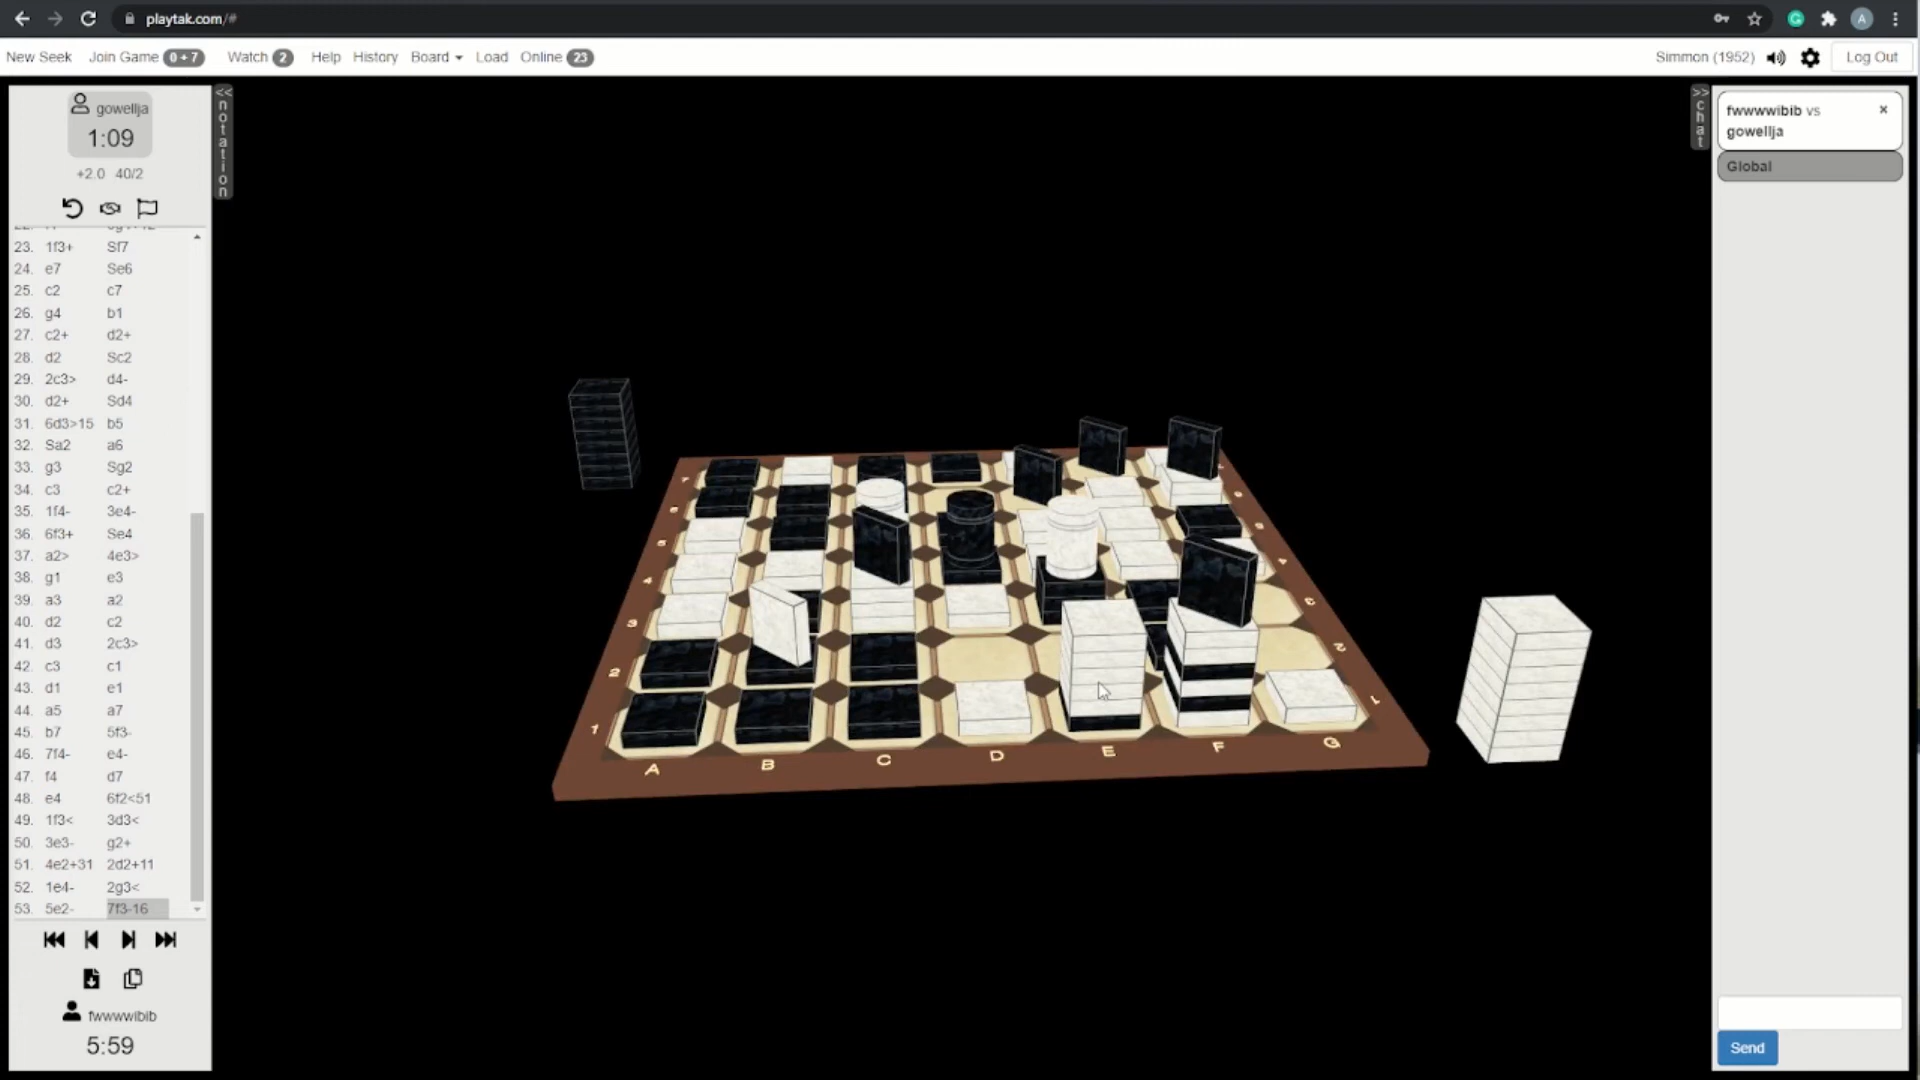 playtak.com/#
New Seek Join Game 0+7 Watch 2 Help History Board Load Online 23 Simmon (1952) Log Out
gowellja
1:09
+2.0 40/2
<< notation
>> chat
fwwwwibib vs
gowellja
×
Global
23. 1f3+ Sf7
24. e7 Se6
25. c2 c7
26. g4 b1
27. c2+ d2+
28. d2 Sc2
29. 2c3> d4-
30. d2+ Sd4
31. 6d3>15 b5
32. Sa2 a6
33. g3 Sg2
34. c3 c2+
35. 1f4- 3e4-
36. 6f3+ Se4
37. a2> 4e3>
38. g1 e3
39. a3 a2
40. d2 c2
41. d3 2c3>
42. c3 c1
43. d1 e1
44. a5 a7
45. b7 5f3-
46. 7f4- e4-
47. f4 d7
48. e4 6f2<51
49. 1f3< 3d3<
50. 3e3- g2+
51. 4e2+31 2d2+11
52. 1e4- 2g3<
53. 5e2- 7f3-16
fwwwwibib
5:59
A B C D E F G
1
2
3
4
Send